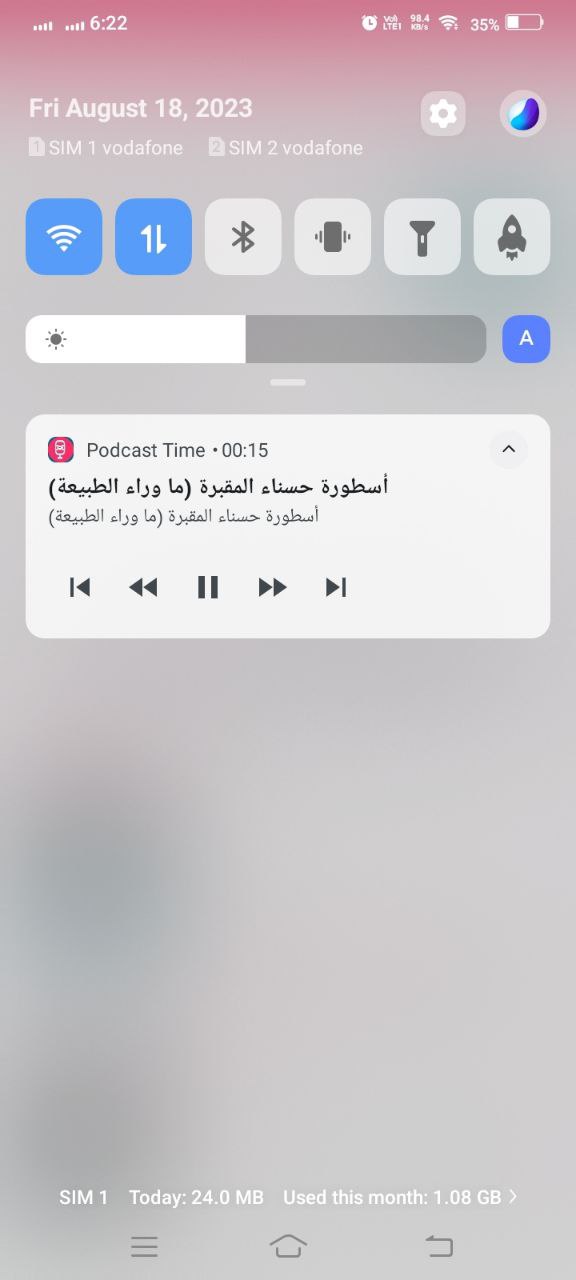 6:22 Vo) LTE1 98.4 KB/s 35%
Fri August 18, 2023
1 SIM 1 vodafone 2 SIM 2 vodafone
A
Podcast Time • 00:15
أسطورة حسناء المقبرة (ما وراء الطبيعة)
أسطورة حسناء المقبرة (ما وراء الطبيعة)
SIM 1 Today: 24.0 MB Used this month: 1.08 GB